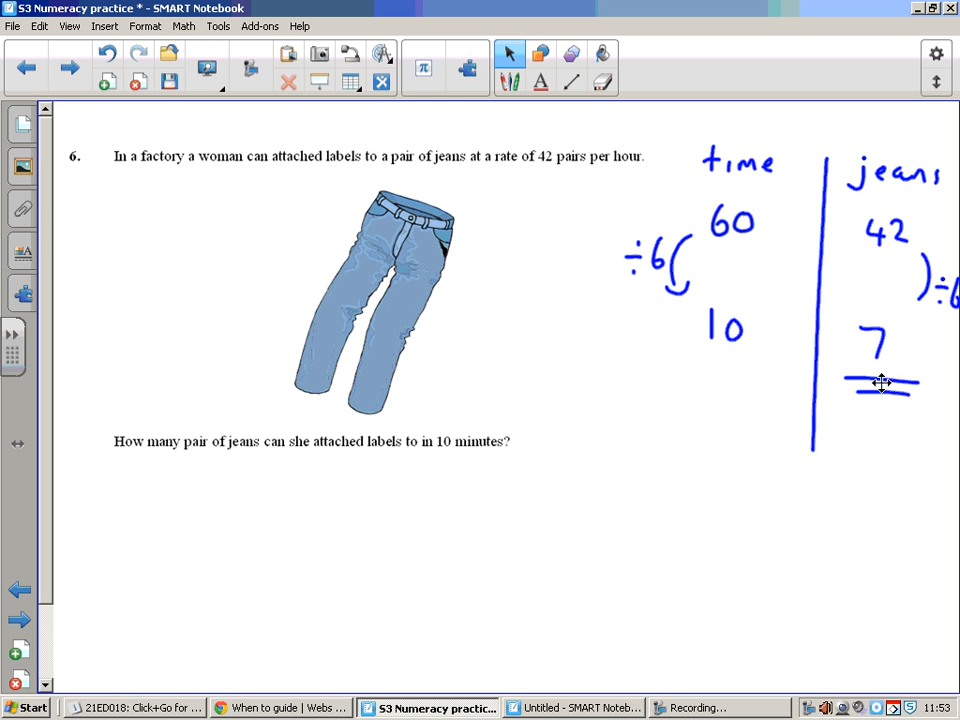 S3 Numeracy practice * - SMART Notebook
File Edit View Insert Format Math Tools Add-ons Help
π
A
6. In a factory a woman can attached labels to a pair of jeans at a rate of 42 pairs per hour.
time jeans
60 42
÷6 ÷6
10 7
How many pair of jeans can she attached labels to in 10 minutes?
Start 21ED018: Click+Go for ... When to guide | Webs ... S3 Numeracy practic... Untitled - SMART Noteb... Recording... 11:53